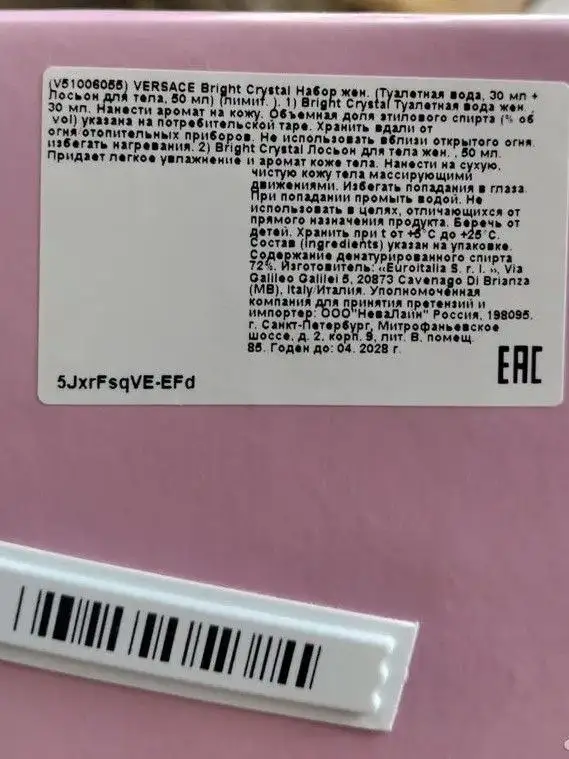 (V51006055) VERSACE Bright Crystal Набор жен. (Туалетная вода, 30 мл +
Лосьон для тела, 50 мл) (лимит. ). 1) Bright Crystal Туалетная вода жен. ,
30 мл. Нанести аромат на кожу. Объемная доля этилового спирта (% об
vol) указана на потребительской таре. Хранить вдали от
огня/отопительных приборов. Не использовать вблизи открытого огня,
избегать нагревания. 2) Bright Crystal Лосьон для тела жен. , 50 мл.
Придает легкое увлажнение и аромат коже тела. Нанести на сухую,
чистую кожу тела массирующими
движениями. Избегать попадания в глаза.
При попадании промыть водой. Не
использовать в целях, отличающихся от
прямого назначения продукта. Беречь от
детей. Хранить при t от +5°C до +25°C.
Состав (ingredients) указан на упаковке.
Содержание денатурированного спирта
72%. Изготовитель: «Euroitalia S. r. l. », Via
Galileo Galilei 5, 20873 Cavenago Di Brianza
(MB), Italy/Италия. Уполномоченная
компания для принятия претензий и
импортер: ООО"НеваЛайн" Россия, 198095,
г. Санкт-Петербург, Митрофаньевское
шоссе, д. 2, корп. 9, лит. В, помещ.
85. Годен до: 04. 2028 г.
EAC
5JxrFsqVE-EFd